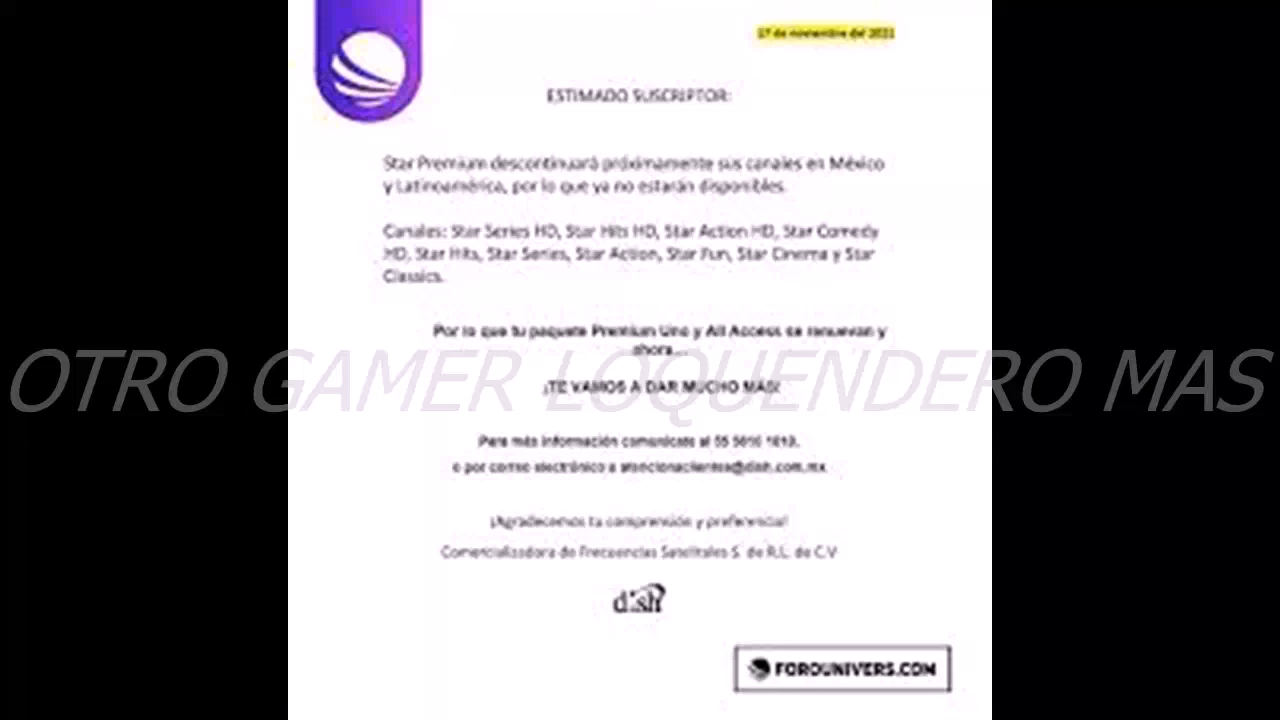 17 de noviembre del 2021
ESTIMADO SUSCRIPTOR:
Star Premium descontinuará próximamente sus canales en México
y Latinoamérica, por lo que ya no estarán disponibles.
Canales: Star Series HD, Star Hits HD, Star Action HD, Star Comedy
HD, Star Hits, Star Series, Star Action, Star Fun, Star Cinema y Star
Classics.
Por lo que tu paquete Premium Uno y All Access se renuevan y
ahora...
OTRO GAMER LOQUENDERO MAS
¡TE VAMOS A DAR MUCHO MÁS!
Para más información comunícate al 55
o por correo electrónico a atencionaclientes@dish.com.mx
¡Agradecemos tu comprensión y preferencia!
Comercializadora de Frecuencias Satelitales S. de R.L. de C.V
dish
FOROUNIVERS.COM